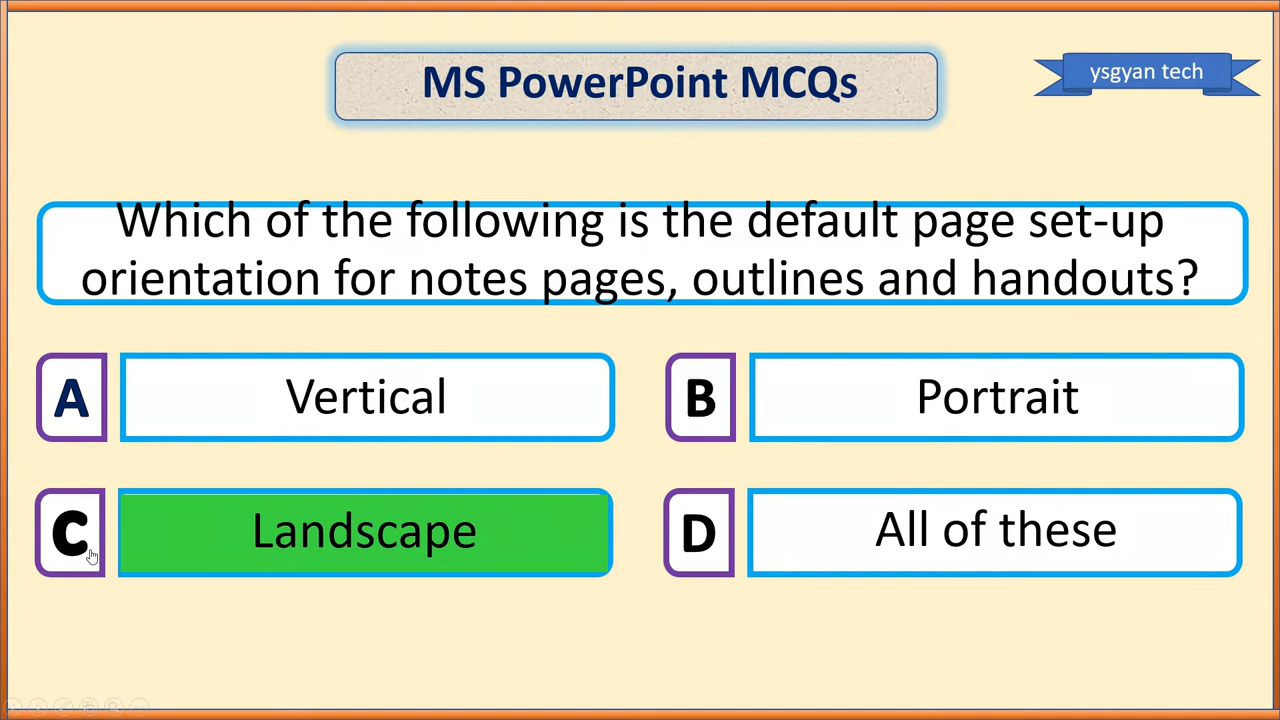 MS PowerPoint MCQs
ysgyan tech
Which of the following is the default page set-up
orientation for notes pages, outlines and handouts?
A
Vertical
B
Portrait
C
Landscape
D
All of these